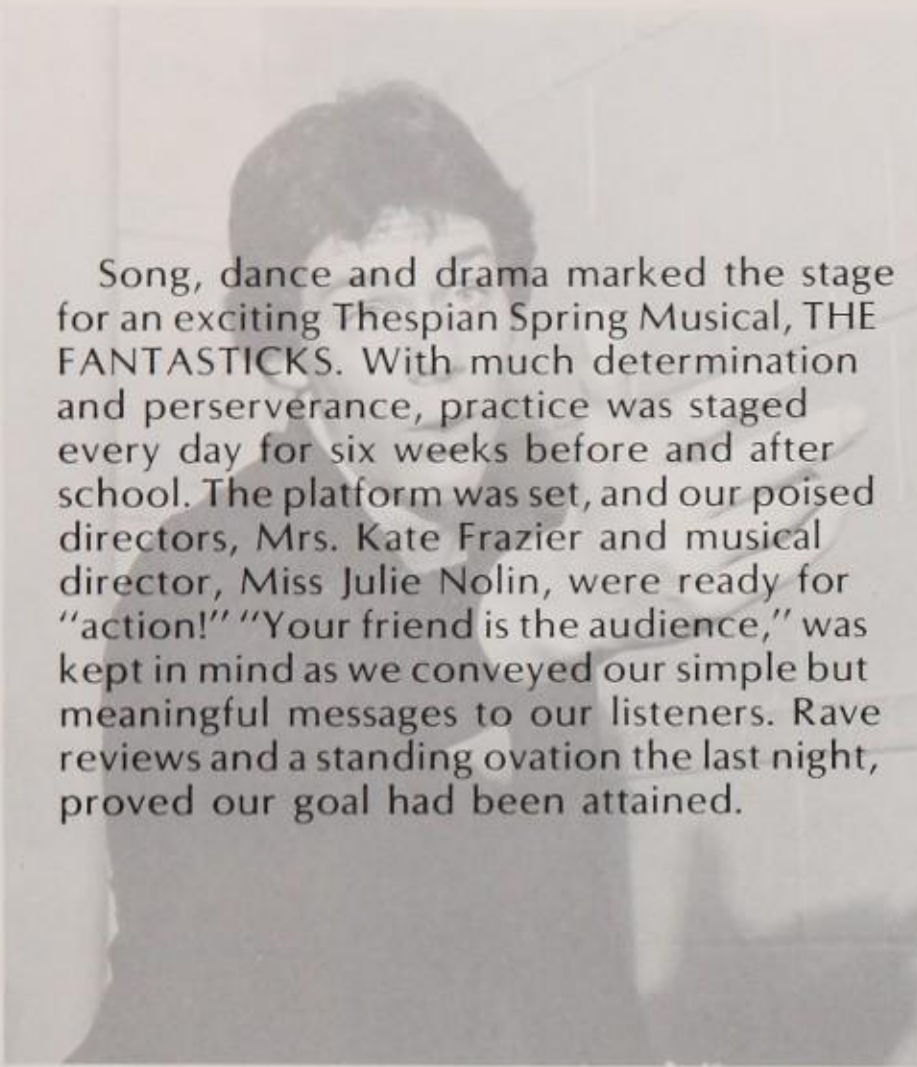 Song, dance and drama marked the stage
for an exciting Thespian Spring Musical, THE
FANTASTICKS. With much determination
and perserverance, practice was staged
every day for six weeks before and after
school. The platform was set, and our poised
directors, Mrs. Kate Frazier and musical
director, Miss Julie Nolin, were ready for
"action!" "Your friend is the audience," was
kept in mind as we conveyed our simple but
meaningful messages to our listeners. Rave
reviews and a standing ovation the last night,
proved our goal had been attained.